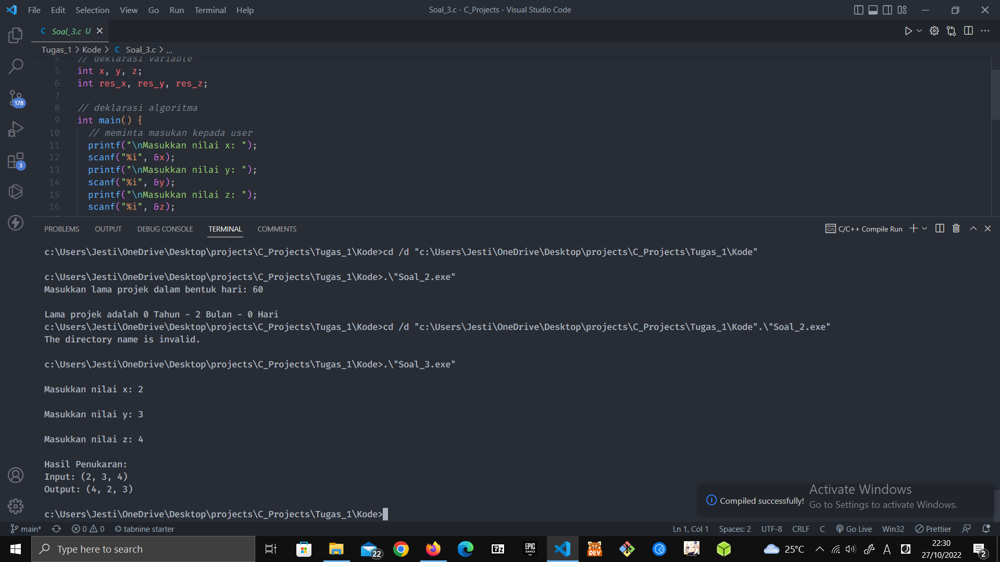 File Edit Selection View Go Run Terminal Help
Soal_3.c - C_Projects - Visual Studio Code
C Soal_3.c U
Tugas_1 > Kode > C Soal_3.c > ...
4 // deklarasi variable
5 int x, y, z;
6 int res_x, res_y, res_z;
7
8 // deklarasi algoritma
9 int main() {
10 // meminta masukan kepada user
11 printf("\nMasukkan nilai x: ");
12 scanf("%i", &x);
13 printf("\nMasukkan nilai y: ");
14 scanf("%i", &y);
15 printf("\nMasukkan nilai z: ");
16 scanf("%i", &z);
178
3
PROBLEMS OUTPUT DEBUG CONSOLE TERMINAL COMMENTS
C/C++ Compile Run
c:\Users\Jesti\OneDrive\Desktop\projects\C_Projects\Tugas_1\Kode>cd /d "c:\Users\Jesti\OneDrive\Desktop\projects\C_Projects\Tugas_1\Kode"
c:\Users\Jesti\OneDrive\Desktop\projects\C_Projects\Tugas_1\Kode>.\"Soal_2.exe"
Masukkan lama projek dalam bentuk hari: 60
Lama projek adalah 0 Tahun - 2 Bulan - 0 Hari
c:\Users\Jesti\OneDrive\Desktop\projects\C_Projects\Tugas_1\Kode>cd /d "c:\Users\Jesti\OneDrive\Desktop\projects\C_Projects\Tugas_1\Kode".\"Soal_2.exe"
The directory name is invalid.
c:\Users\Jesti\OneDrive\Desktop\projects\C_Projects\Tugas_1\Kode>.\"Soal_3.exe"
Masukkan nilai x: 2
Masukkan nilai y: 3
Masukkan nilai z: 4
Hasil Penukaran:
Input: (2, 3, 4)
Output: (4, 2, 3)
c:\Users\Jesti\OneDrive\Desktop\projects\C_Projects\Tugas_1\Kode>
Compiled successfully!
Activate Windows
Go to Settings to activate Windows.
main* 0 0 tabnine starter
Ln 1, Col 1 Spaces: 2 UTF-8 CRLF C Go Live Win32 Prettier
Type here to search
22
7z
EPIC GAMES
DEV
25°C
A
22:30
27/10/2022
2